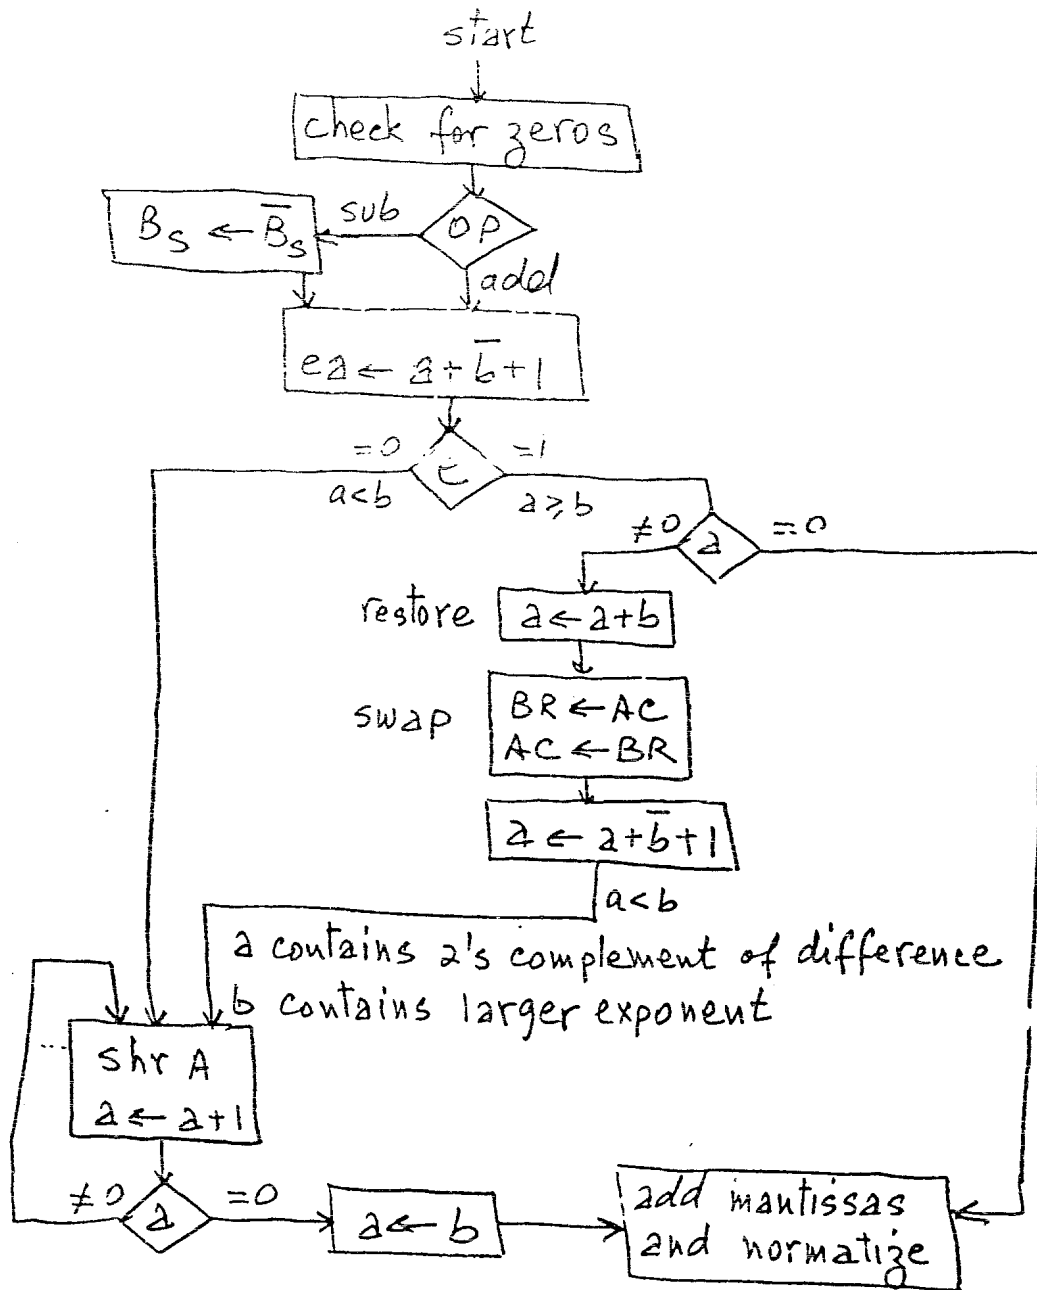 start
check for zeros
OP
sub
B_S ← B̅_S
add
ea ← a + b̅ + 1
=0
e
=1
a<b
a≥b
≠0
a
=0
restore
a ← a+b
swap
BR ← AC
AC ← BR
a ← a+b̅+1
a<b
a contains 2's complement of difference
b contains larger exponent
shr A
a ← a+1
≠0
a
=0
a ← b
add mantissas
and normatize